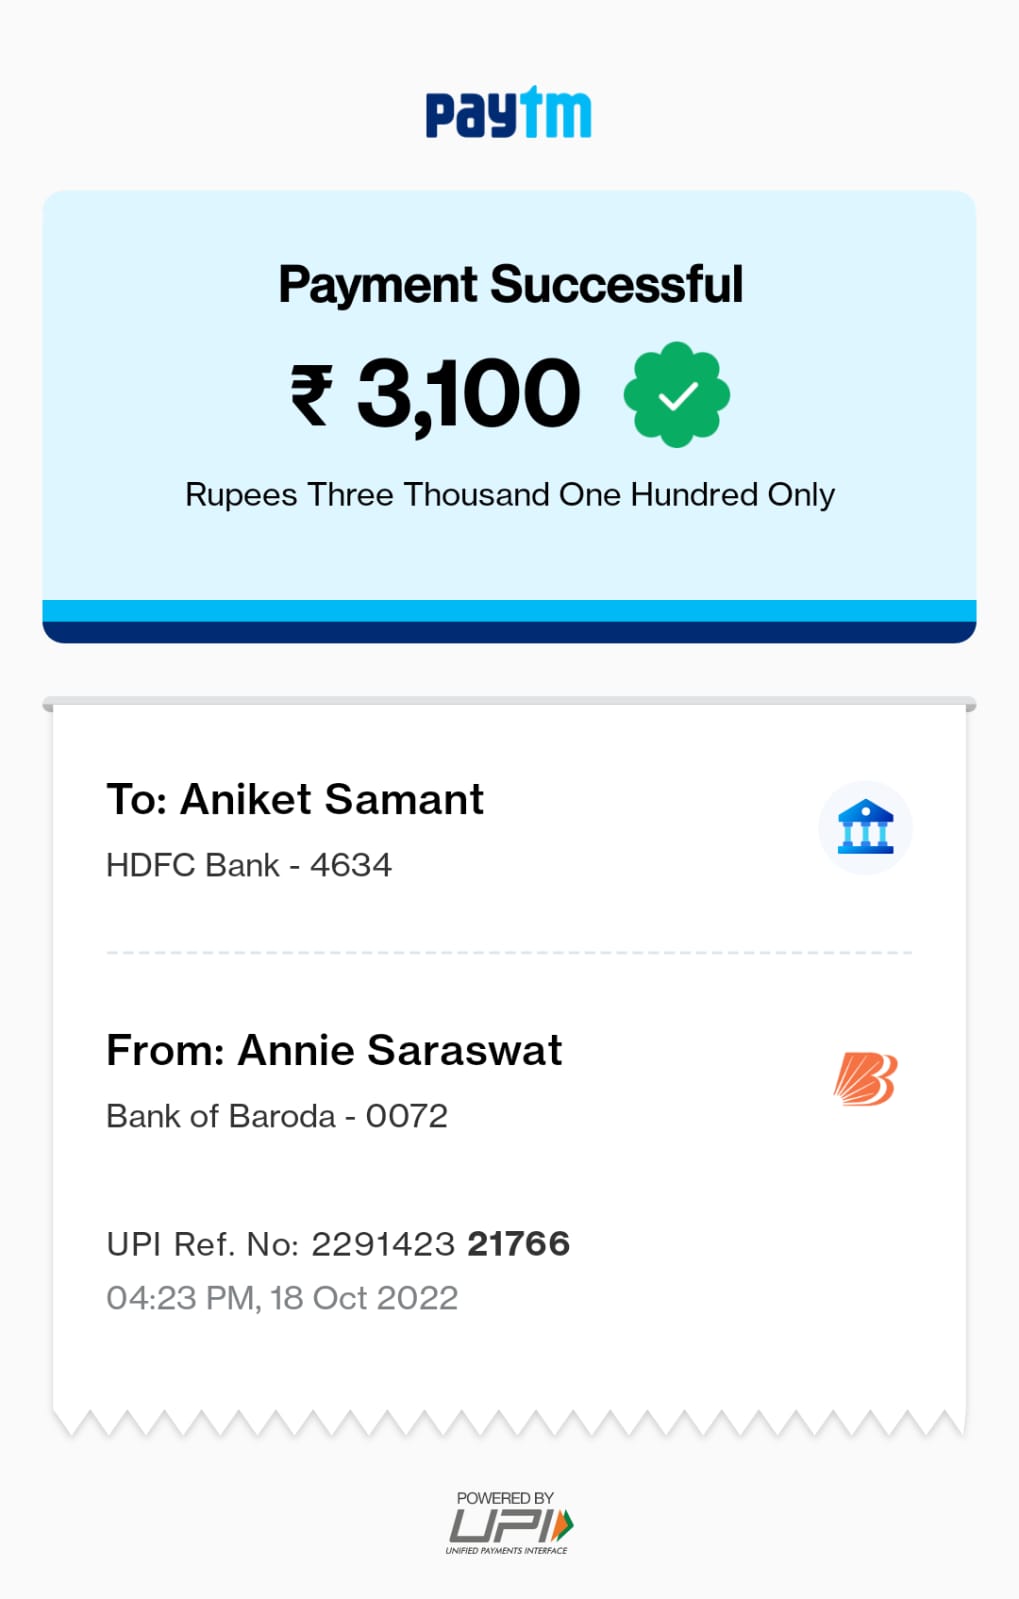 paytm
Payment Successful
₹ 3,100
Rupees Three Thousand One Hundred Only
To: Aniket Samant
HDFC Bank - 4634
From: Annie Saraswat
Bank of Baroda - 0072
UPI Ref. No: 2291423 21766
04:23 PM, 18 Oct 2022
POWERED BY
UPI
UNIFIED PAYMENTS INTERFACE